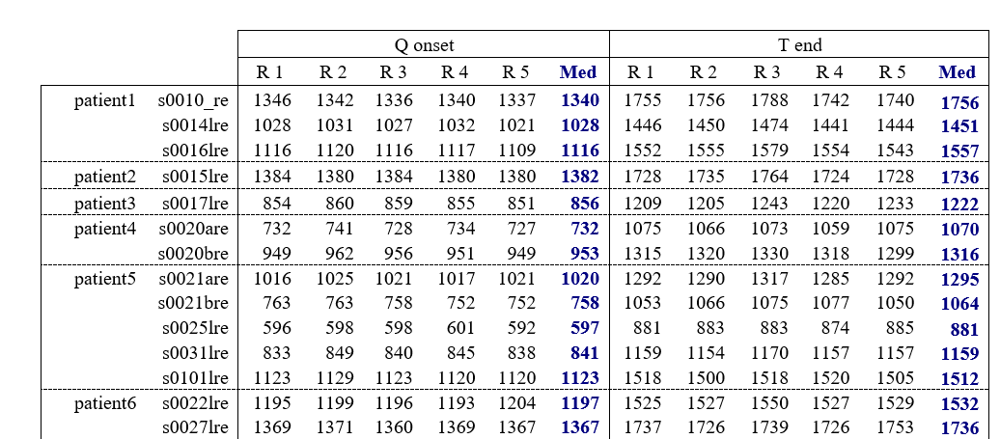 Q onset T end
R 1 R 2 R 3 R 4 R 5 Med R 1 R 2 R 3 R 4 R 5 Med
patient1 s0010_re 1346 1342 1336 1340 1337 1340 1755 1756 1788 1742 1740 1756
s0014lre 1028 1031 1027 1032 1021 1028 1446 1450 1474 1441 1444 1451
s0016lre 1116 1120 1116 1117 1109 1116 1552 1555 1579 1554 1543 1557
patient2 s0015lre 1384 1380 1384 1380 1380 1382 1728 1735 1764 1724 1728 1736
patient3 s0017lre 854 860 859 855 851 856 1209 1205 1243 1220 1233 1222
patient4 s0020are 732 741 728 734 727 732 1075 1066 1073 1059 1075 1070
s0020bre 949 962 956 951 949 953 1315 1320 1330 1318 1299 1316
patient5 s0021are 1016 1025 1021 1017 1021 1020 1292 1290 1317 1285 1292 1295
s0021bre 763 763 758 752 752 758 1053 1066 1075 1077 1050 1064
s0025lre 596 598 598 601 592 597 881 883 883 874 885 881
s0031lre 833 849 840 845 838 841 1159 1154 1170 1157 1157 1159
s0101lre 1123 1129 1123 1120 1120 1123 1518 1500 1518 1520 1505 1512
patient6 s0022lre 1195 1199 1196 1193 1204 1197 1525 1527 1550 1527 1529 1532
s0027lre 1369 1371 1360 1369 1367 1367 1737 1726 1739 1726 1753 1736